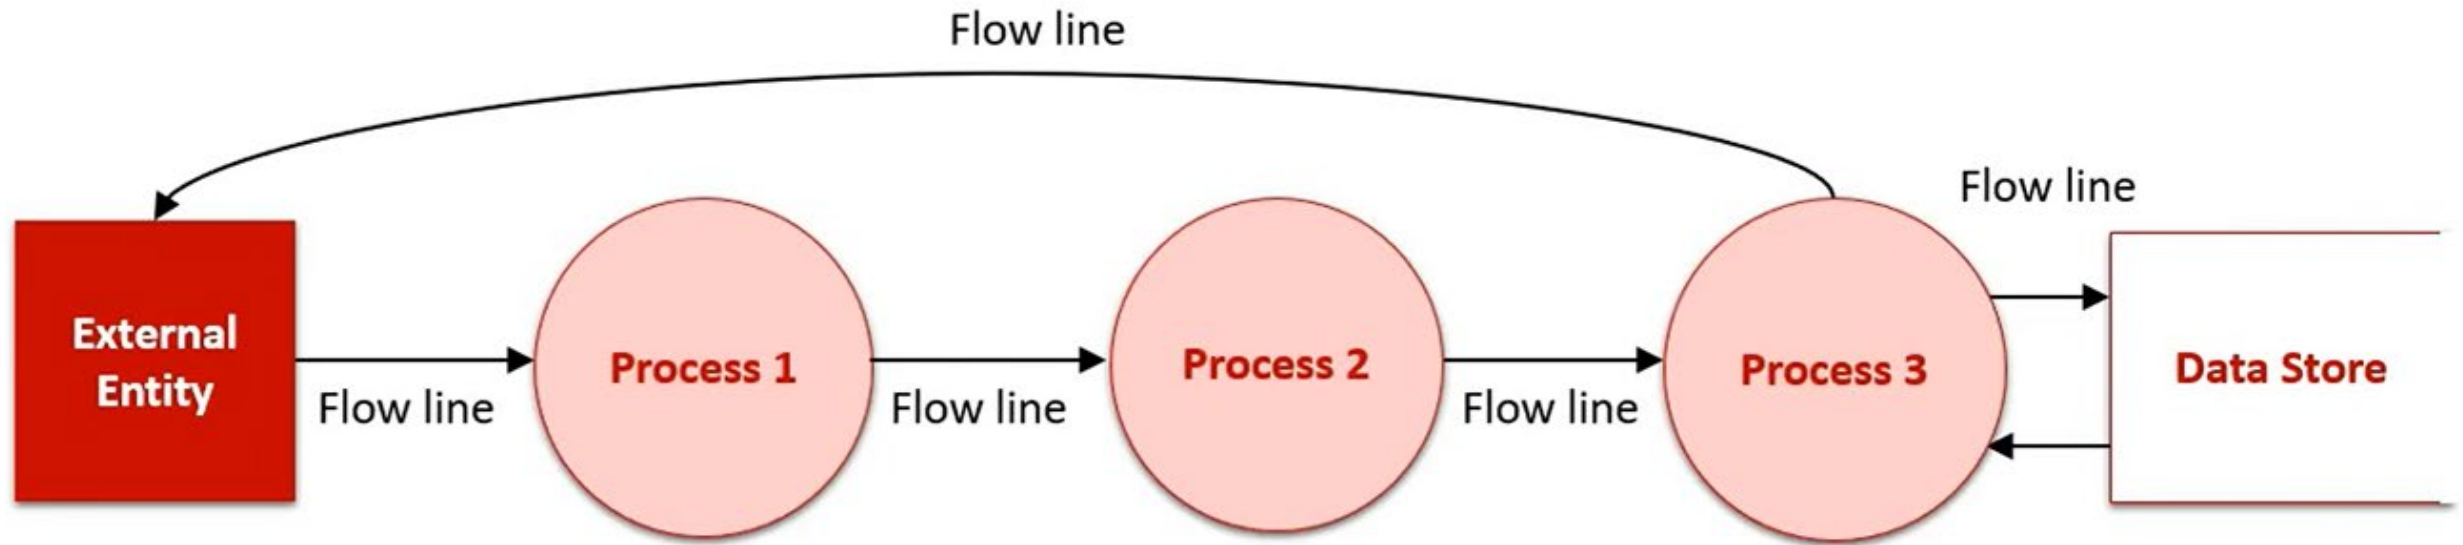 Flow line
Flow line
External
Entity
Process 1
Process 2
Process 3
Data Store
Flow line
Flow line
Flow line